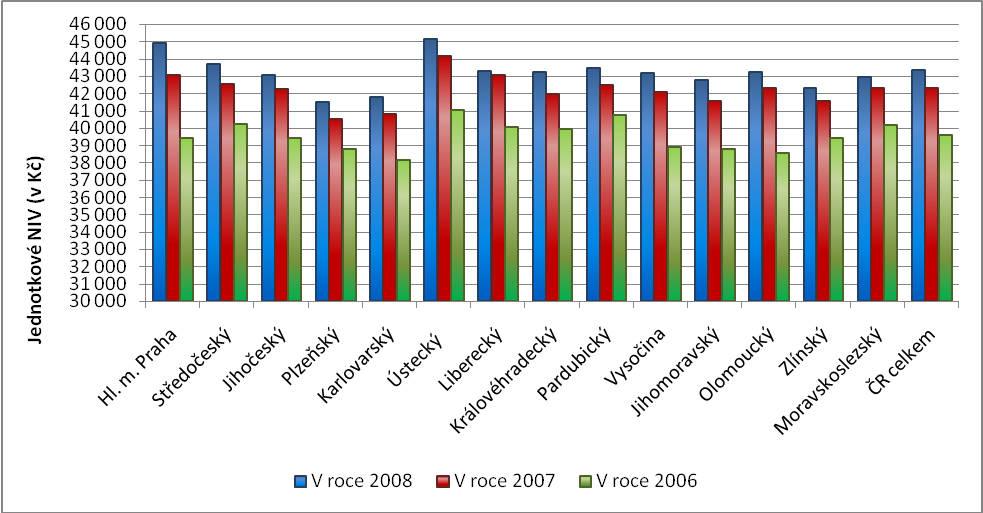 Jednotkové NIV (v Kč)
46 000
45 000
44 000
43 000
42 000
41 000
40 000
39 000
38 000
37 000
36 000
35 000
34 000
33 000
32 000
31 000
30 000
Hl. m. Praha
Středočeský
Jihočeský
Plzeňský
Karlovarský
Ústecký
Liberecký
Královéhradecký
Pardubický
Vysočina
Jihomoravský
Olomoucký
Zlínský
Moravskoslezský
ČR celkem
V roce 2008 V roce 2007 V roce 2006